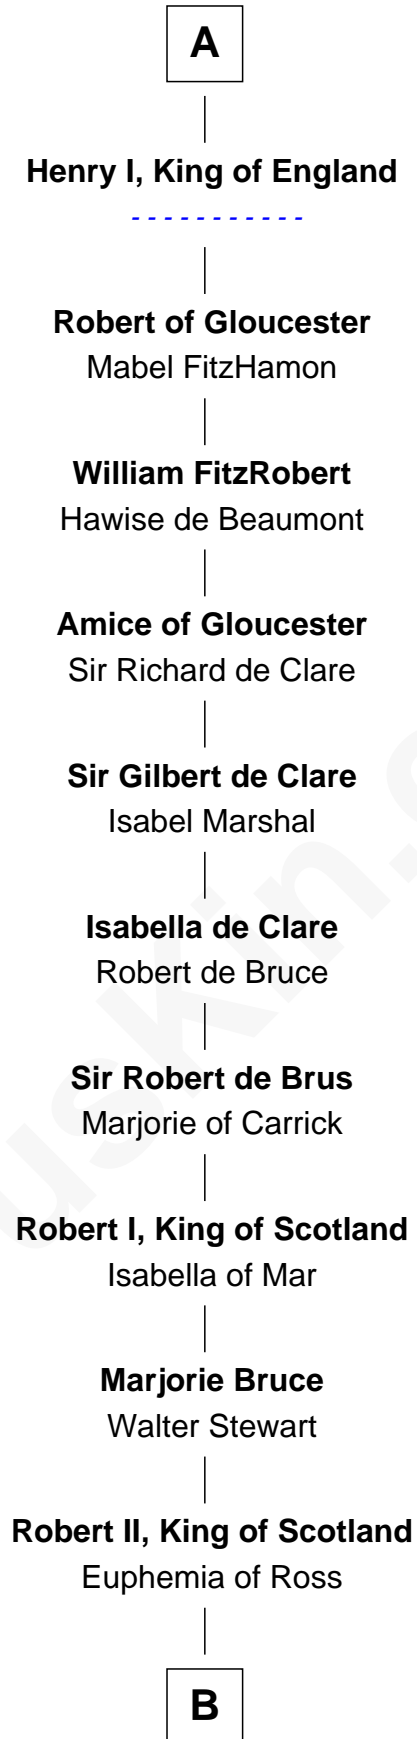 A
Henry I, King of England
- - - - - - - - - - -
Robert of Gloucester
Mabel FitzHamon
William FitzRobert
Hawise de Beaumont
Amice of Gloucester
Sir Richard de Clare
Sir Gilbert de Clare
Isabel Marshal
Isabella de Clare
Robert de Bruce
Sir Robert de Brus
Marjorie of Carrick
Robert I, King of Scotland
Isabella of Mar
Marjorie Bruce
Walter Stewart
Robert II, King of Scotland
Euphemia of Ross
B